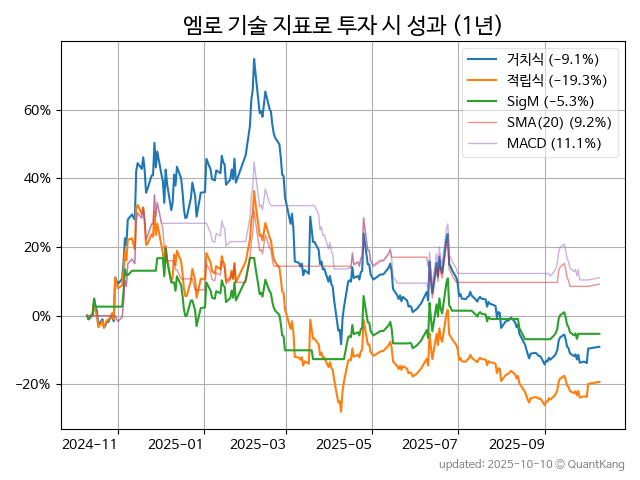 엠로 기술 지표로 투자 시 성과 (1년)
거치식 (−9.1%)
적립식 (−19.3%)
SigM (−5.3%)
SMA(20) (9.2%)
MACD (11.1%)
60%
40%
20%
0%
−20%
2024-11
2025-01
2025-03
2025-05
2025-07
2025-09
updated: 2025-10-10 © QuantKang